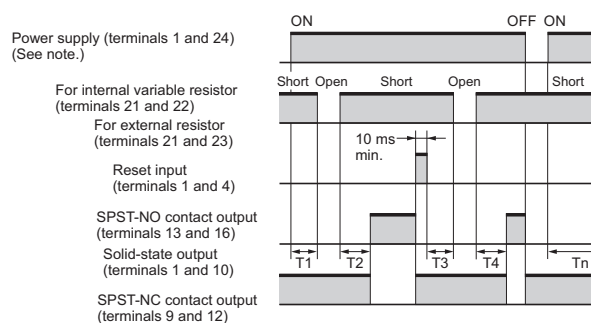 ON
OFF ON
Power supply (terminals 1 and 24)
(See note.)
Short Open
Short
Open
Short
For internal variable resistor
(terminals 21 and 22)
For external resistor
(terminals 21 and 23)
10 ms
min.
Reset input
(terminals 1 and 4)
SPST-NO contact output
(terminals 13 and 16)
Solid-state output
(terminals 1 and 10)
T1
T2
T3
T4
Tn
SPST-NC contact output
(terminals 9 and 12)